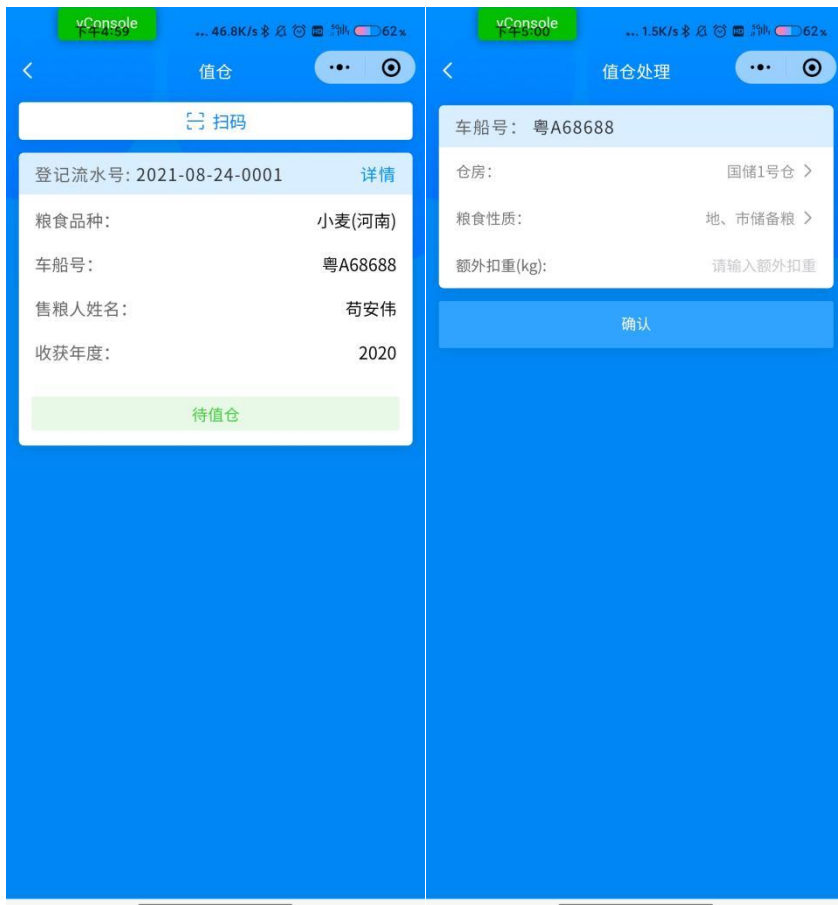 vConsole
下午4:59 ... 46.8K/s HD 62%
值仓
扫码
登记流水号: 2021-08-24-0001 详情
粮食品种: 小麦(河南)
车船号: 粤A68688
售粮人姓名: 苟安伟
收获年度: 2020
待值仓
vConsole
下午5:00 ... 1.5K/s HD 62%
值仓处理
车船号: 粤A68688
仓房: 国储1号仓
粮食性质: 地、市储备粮
额外扣重(kg): 请输入额外扣重
确认